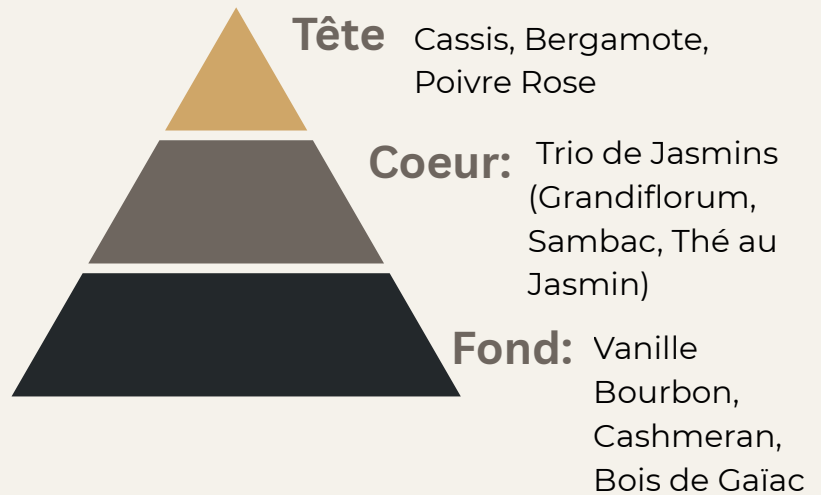 Tête Cassis, Bergamote,
Poivre Rose
Coeur: Trio de Jasmins
(Grandiflorum,
Sambac, Thé au
Jasmin)
Fond: Vanille
Bourbon,
Cashmeran,
Bois de Gaïac